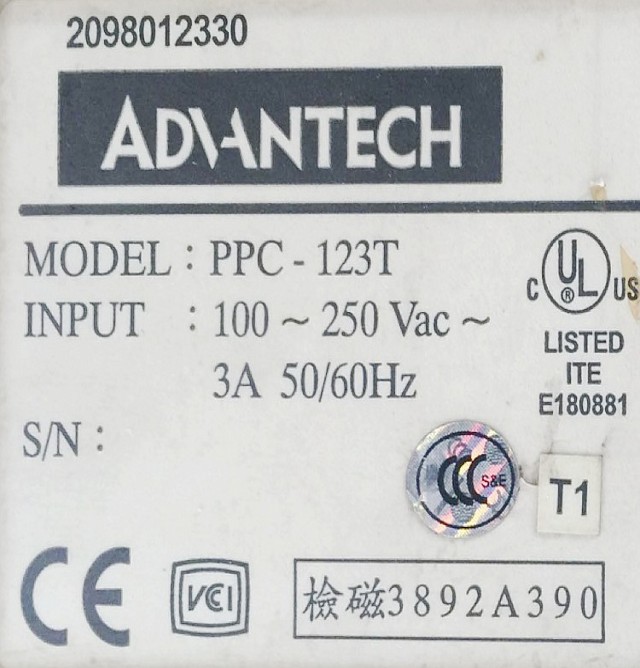 2098012330
ADVANTECH
MODEL : PPC - 123T
INPUT : 100 ~ 250 Vac ~
3A 50/60Hz
S/N :
C UL ® US
LISTED
ITE
E180881
CCC S&E
T1
CE
VCCI
檢磁3892A390